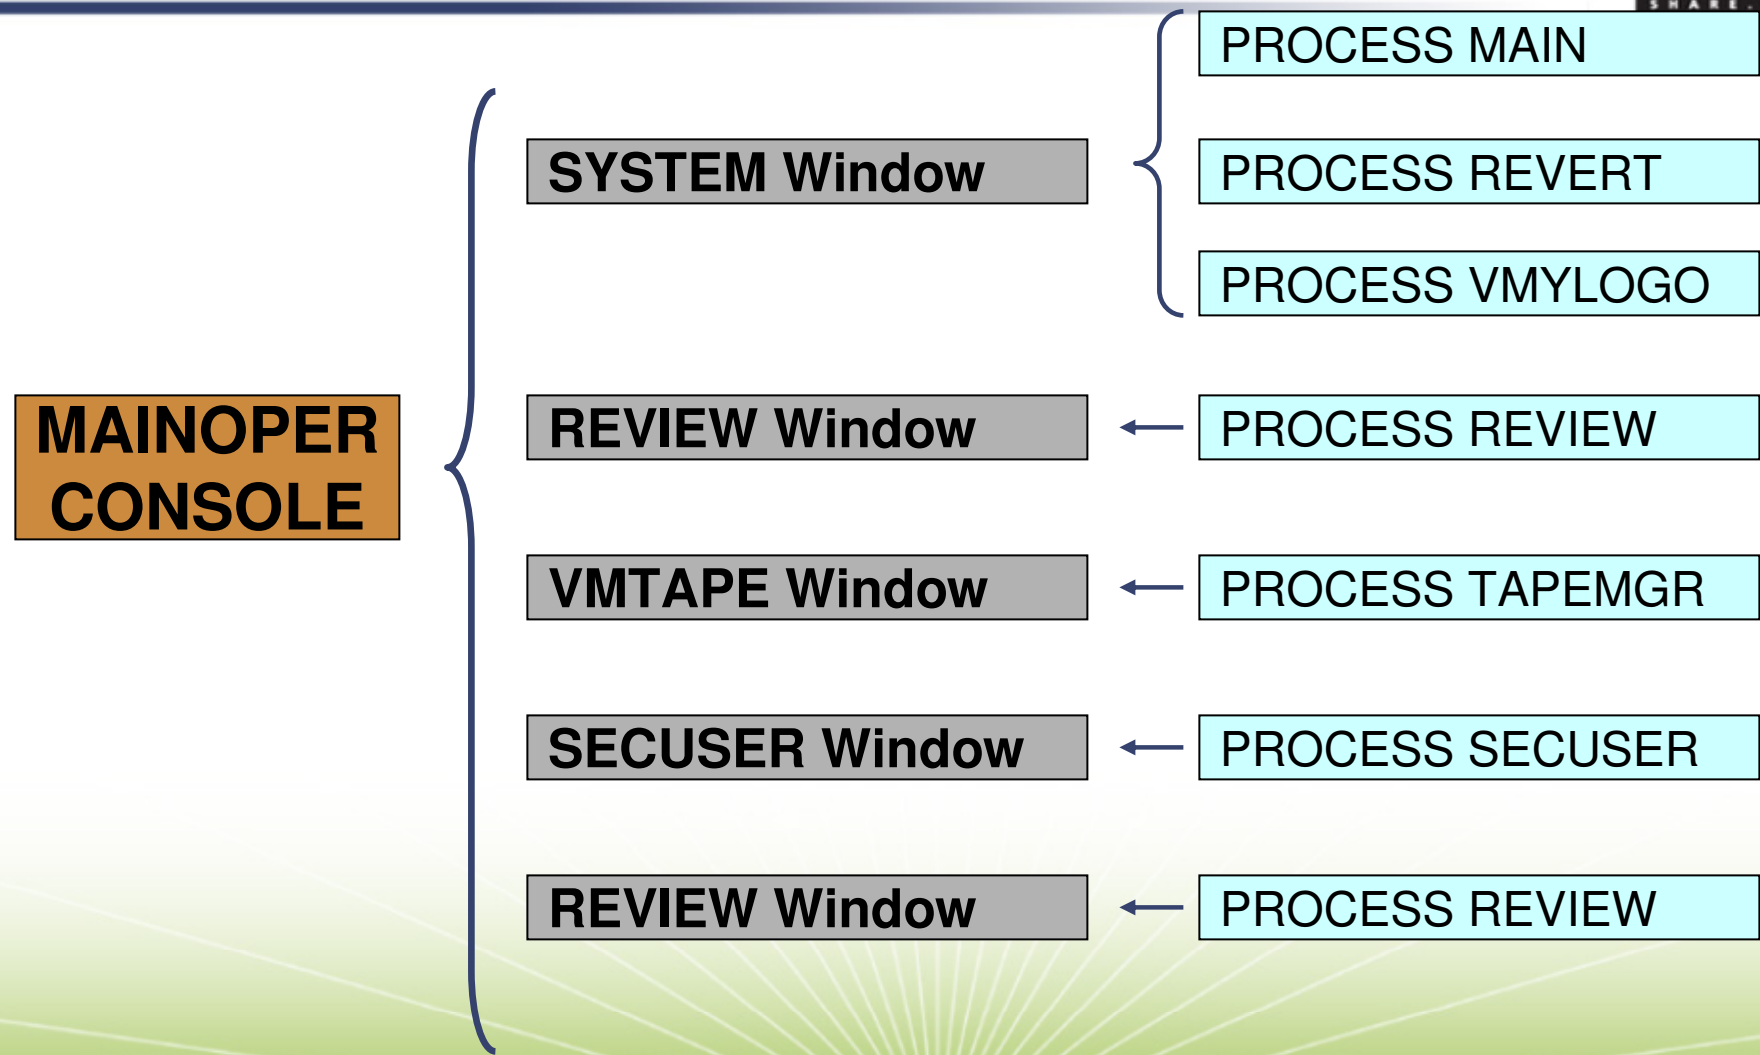 SHARE.
PROCESS MAIN
SYSTEM Window
PROCESS REVERT
PROCESS VMYLOGO
MAINOPER
CONSOLE
REVIEW Window
PROCESS REVIEW
VMTAPE Window
PROCESS TAPEMGR
SECUSER Window
PROCESS SECUSER
REVIEW Window
PROCESS REVIEW